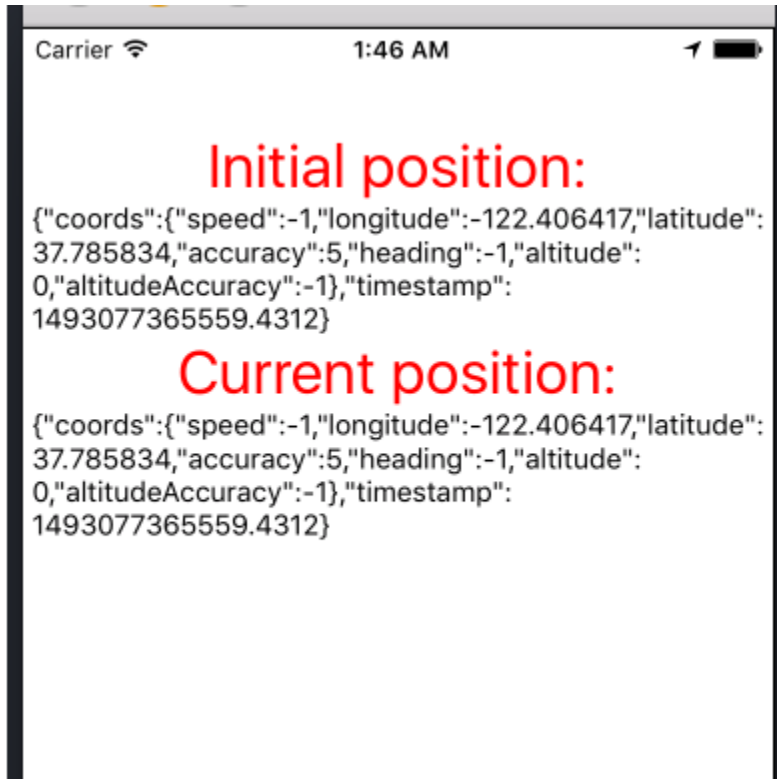 Carrier 1:46 AM
Initial position:
{"coords":{"speed":-1,"longitude":-122.406417,"latitude":
37.785834,"accuracy":5,"heading":-1,"altitude":
0,"altitudeAccuracy":-1},"timestamp":
1493077365559.4312}
Current position:
{"coords":{"speed":-1,"longitude":-122.406417,"latitude":
37.785834,"accuracy":5,"heading":-1,"altitude":
0,"altitudeAccuracy":-1},"timestamp":
1493077365559.4312}